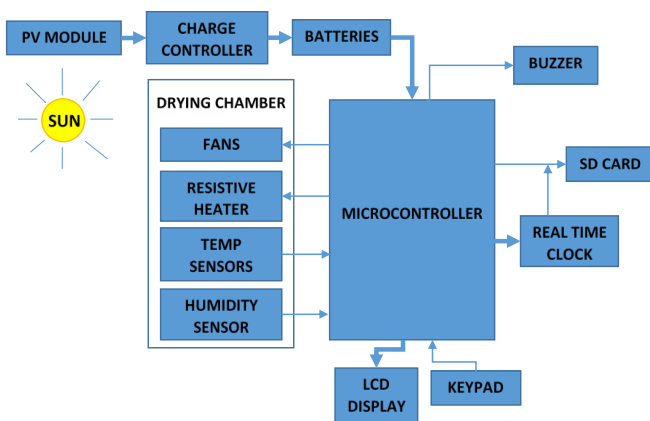 PV MODULE
CHARGE
CONTROLLER
BATTERIES
BUZZER
SUN
DRYING CHAMBER
FANS
RESISTIVE
HEATER
TEMP
SENSORS
HUMIDITY
SENSOR
MICROCONTROLLER
SD CARD
REAL TIME
CLOCK
LCD
DISPLAY
KEYPAD